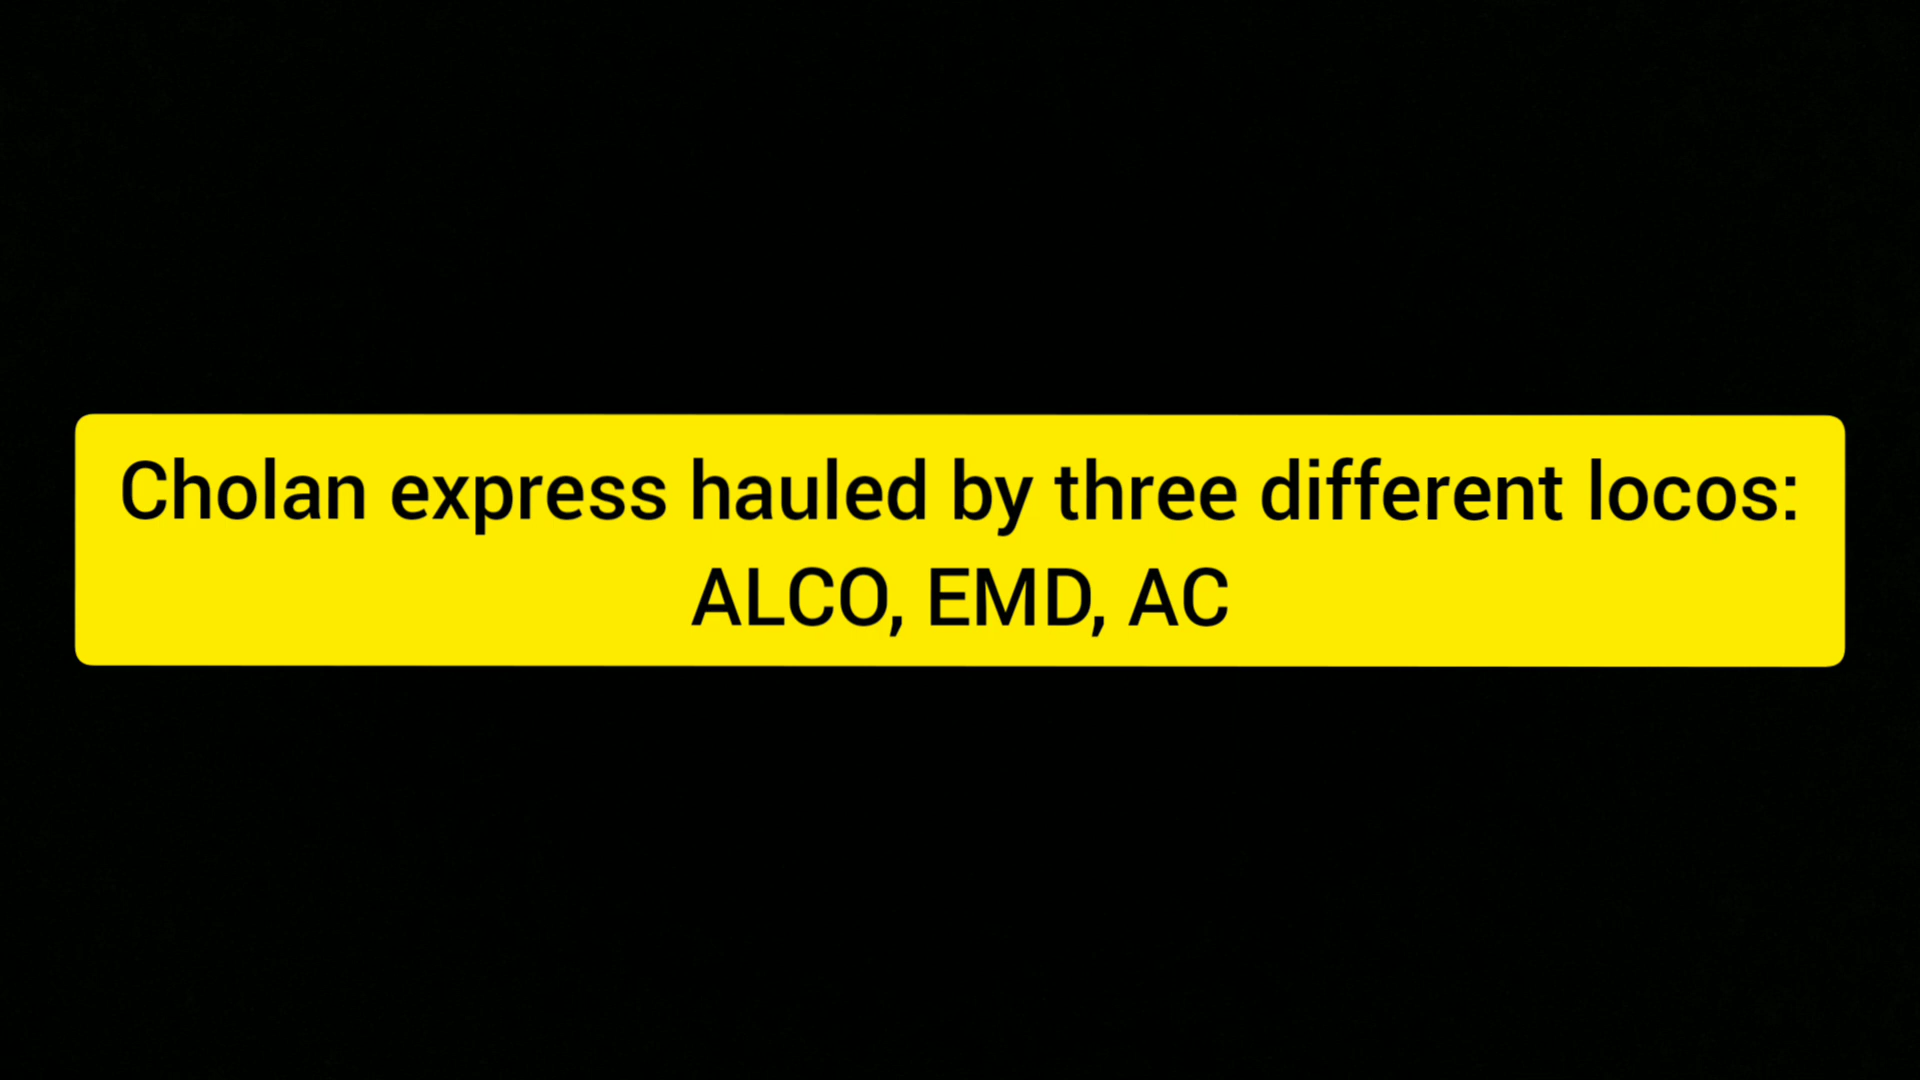 Cholan express hauled by three different locos:
ALCO, EMD, AC